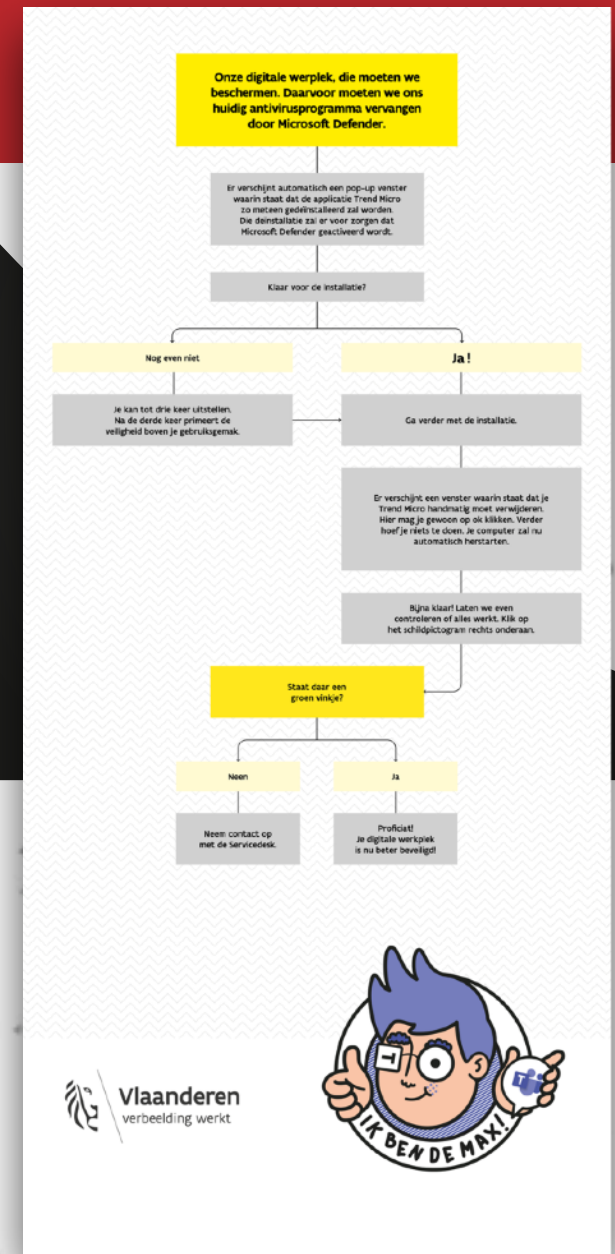 Onze digitale werplek, die moeten we
beschermen. Daarvoor moeten we ons
huidig antivirusprogramma vervangen
door Microsoft Defender.
Er verschijnt automatisch een pop-up venster
waarin staat dat de applicatie Trend Micro
zo meteen gedeïnstalleerd zal worden.
Die deinstallatie zal er voor zorgen dat
Microsoft Defender geactiveerd wordt.
Klaar voor de installatie?
Nog even niet
Ja!
Je kan tot drie keer uitstellen.
Na de derde keer primeert de
veiligheid boven je gebruiksgemak.
Ga verder met de installatie.
Er verschijnt een venster waarin staat dat je
Trend Micro handmatig moet verwijderen.
Hier mag je gewoon op ok klikken. Verder
hoef je niets te doen. Je computer zal nu
automatisch herstarten.
Bijna klaar! Laten we even
controleren of alles werkt. Klik op
het schildpictogram rechts onderaan.
Staat daar een
groen vinkje?
Neen
Ja
Neem contact op
met de Servicedesk.
Proficiat!
Je digitale werkplek
is nu beter beveiligd!
Vlaanderen
verbeelding werkt
T
T
IK BEN DE MAX!